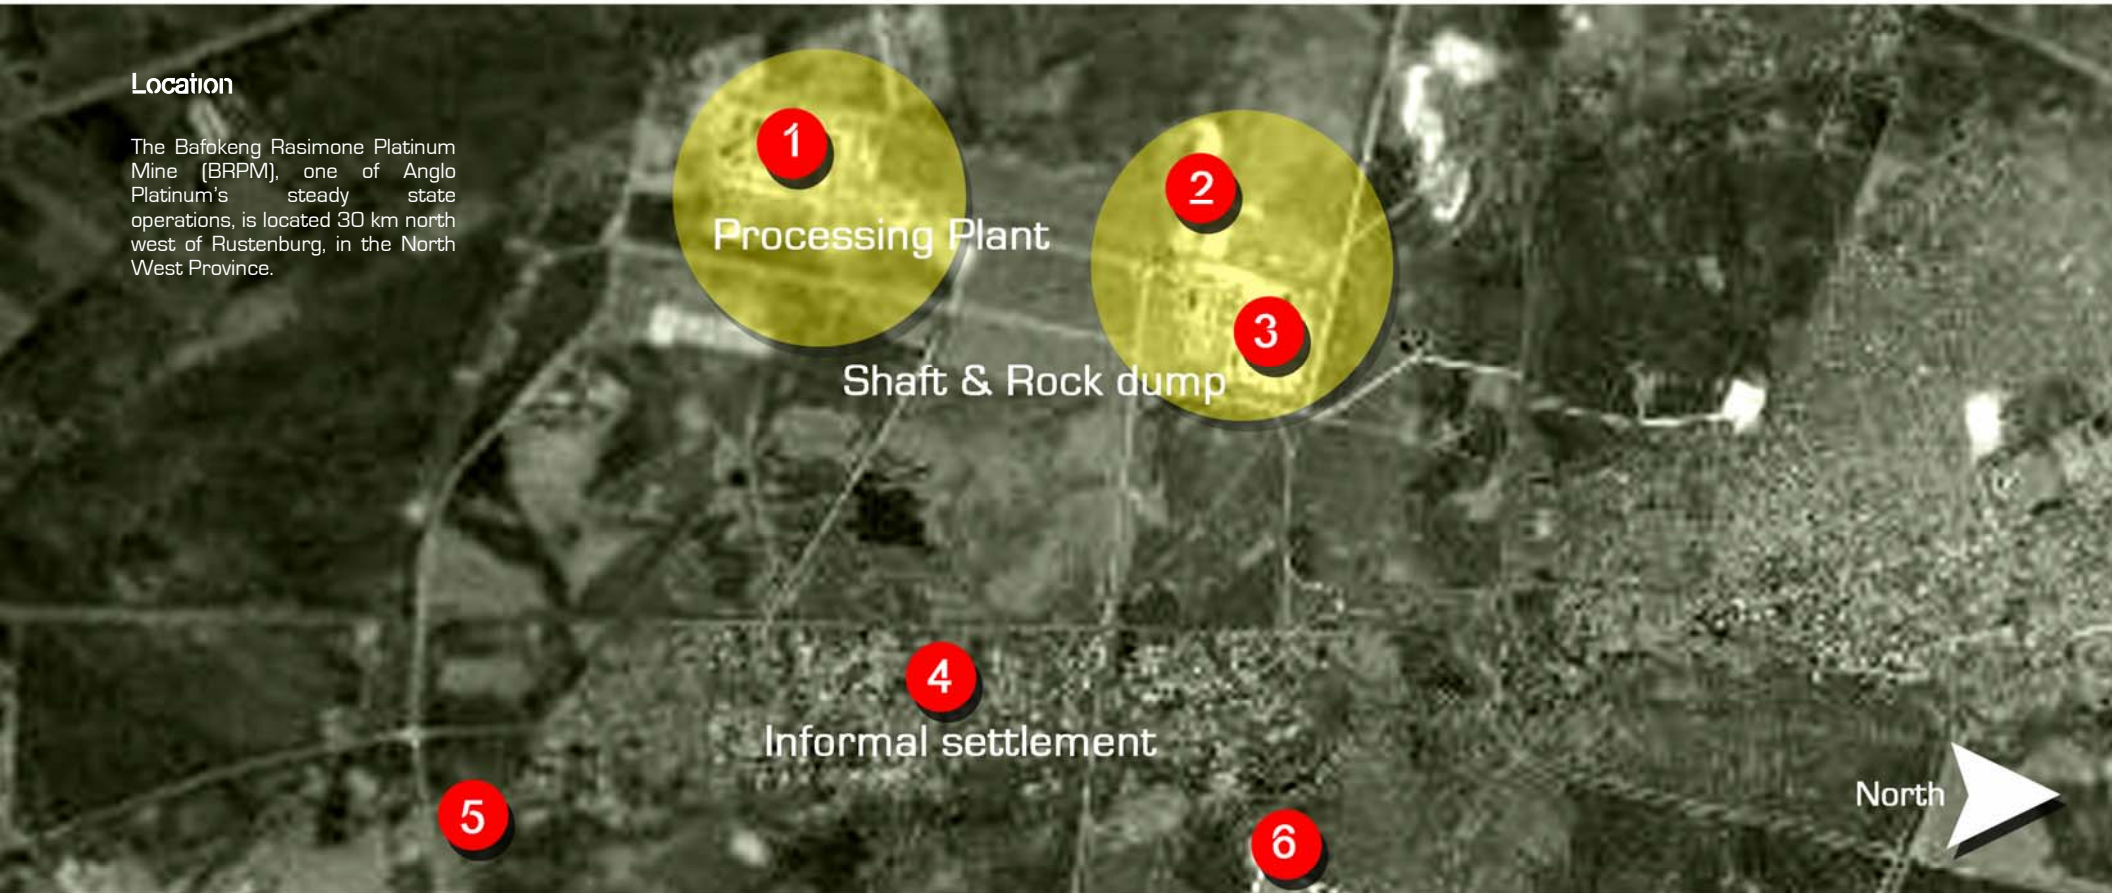 Location
The Bafokeng Rasimone Platinum
Mine (BRPM), one of Anglo
Platinum's steady state
operations, is located 30 km north
west of Rustenburg, in the North
West Province.
1
2
Processing Plant
3
Shaft & Rock dump
4
Informal settlement
North
5
6